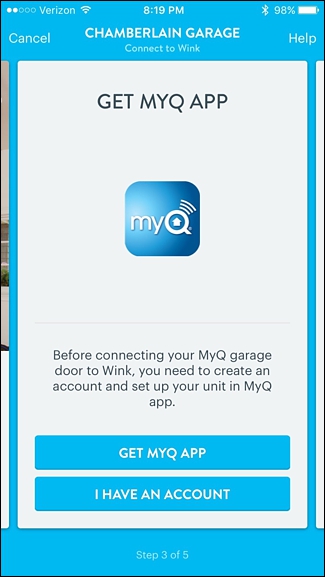 Verizon 8:19 PM 98%
Cancel CHAMBERLAIN GARAGE Help
Connect to Wink
GET MYQ APP
myQ
Before connecting your MyQ garage
door to Wink, you need to create an
account and set up your unit in MyQ
app.
GET MYQ APP
I HAVE AN ACCOUNT
Step 3 of 5